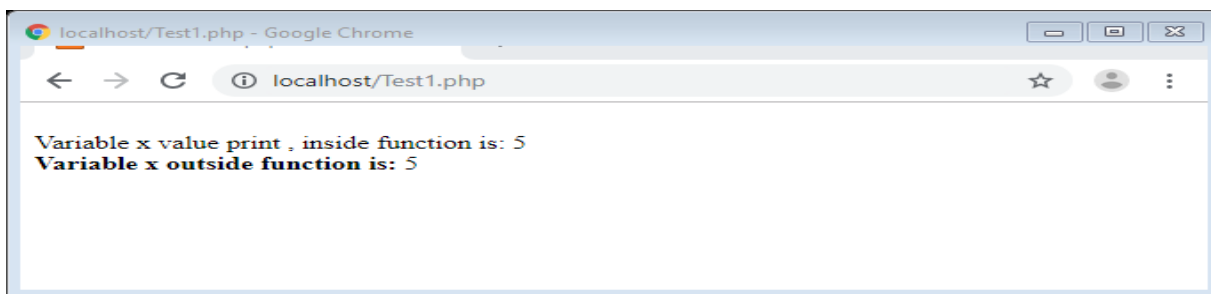 localhost/Test1.php - Google Chrome
localhost/Test1.php
Variable x value print , inside function is: 5
Variable x outside function is: 5